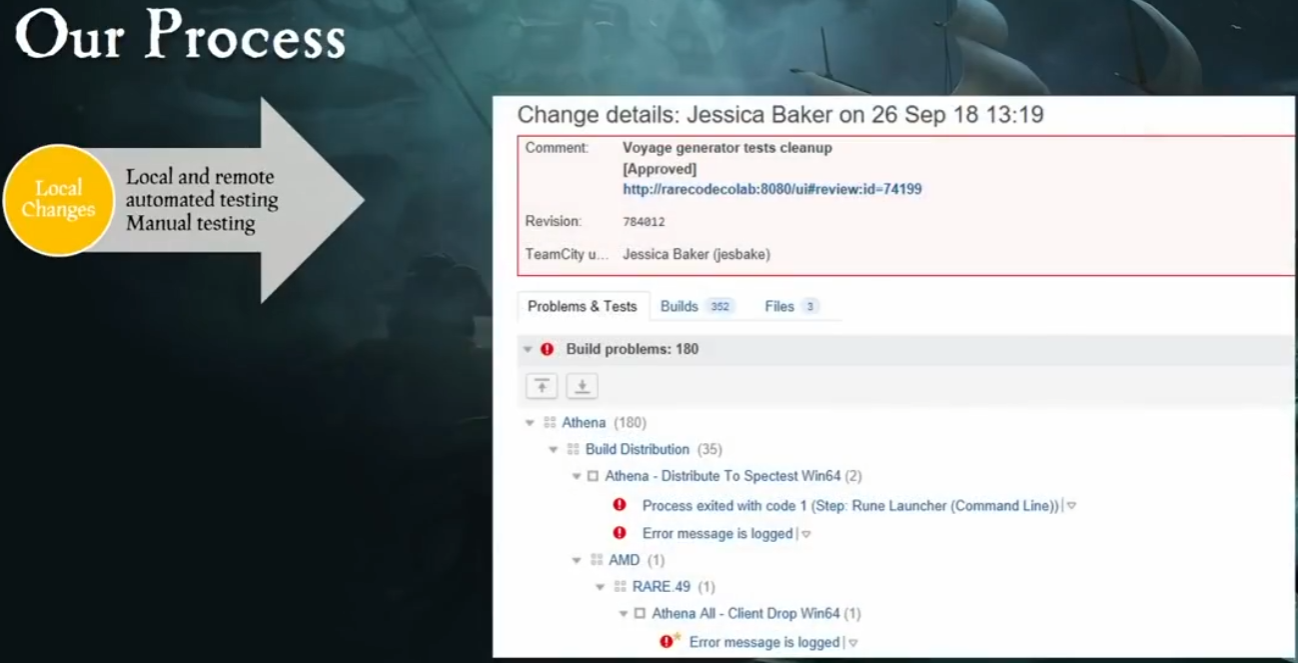 Our Process
Local
Changes
Local and remote
automated testing
Manual testing
Change details: Jessica Baker on 26 Sep 18 13:19
Comment: Voyage generator tests cleanup
[Approved]
http://rarecodecolab:8080/ui#review:id=74199
Revision: 784012
TeamCity u... Jessica Baker (jesbake)
Problems & Tests Builds 352 Files 3
Build problems: 180
Athena (180)
Build Distribution (35)
Athena - Distribute To Spectest Win64 (2)
Process exited with code 1 (Step: Rune Launcher (Command Line))
Error message is logged
AMD (1)
RARE.49 (1)
Athena All - Client Drop Win64 (1)
Error message is logged